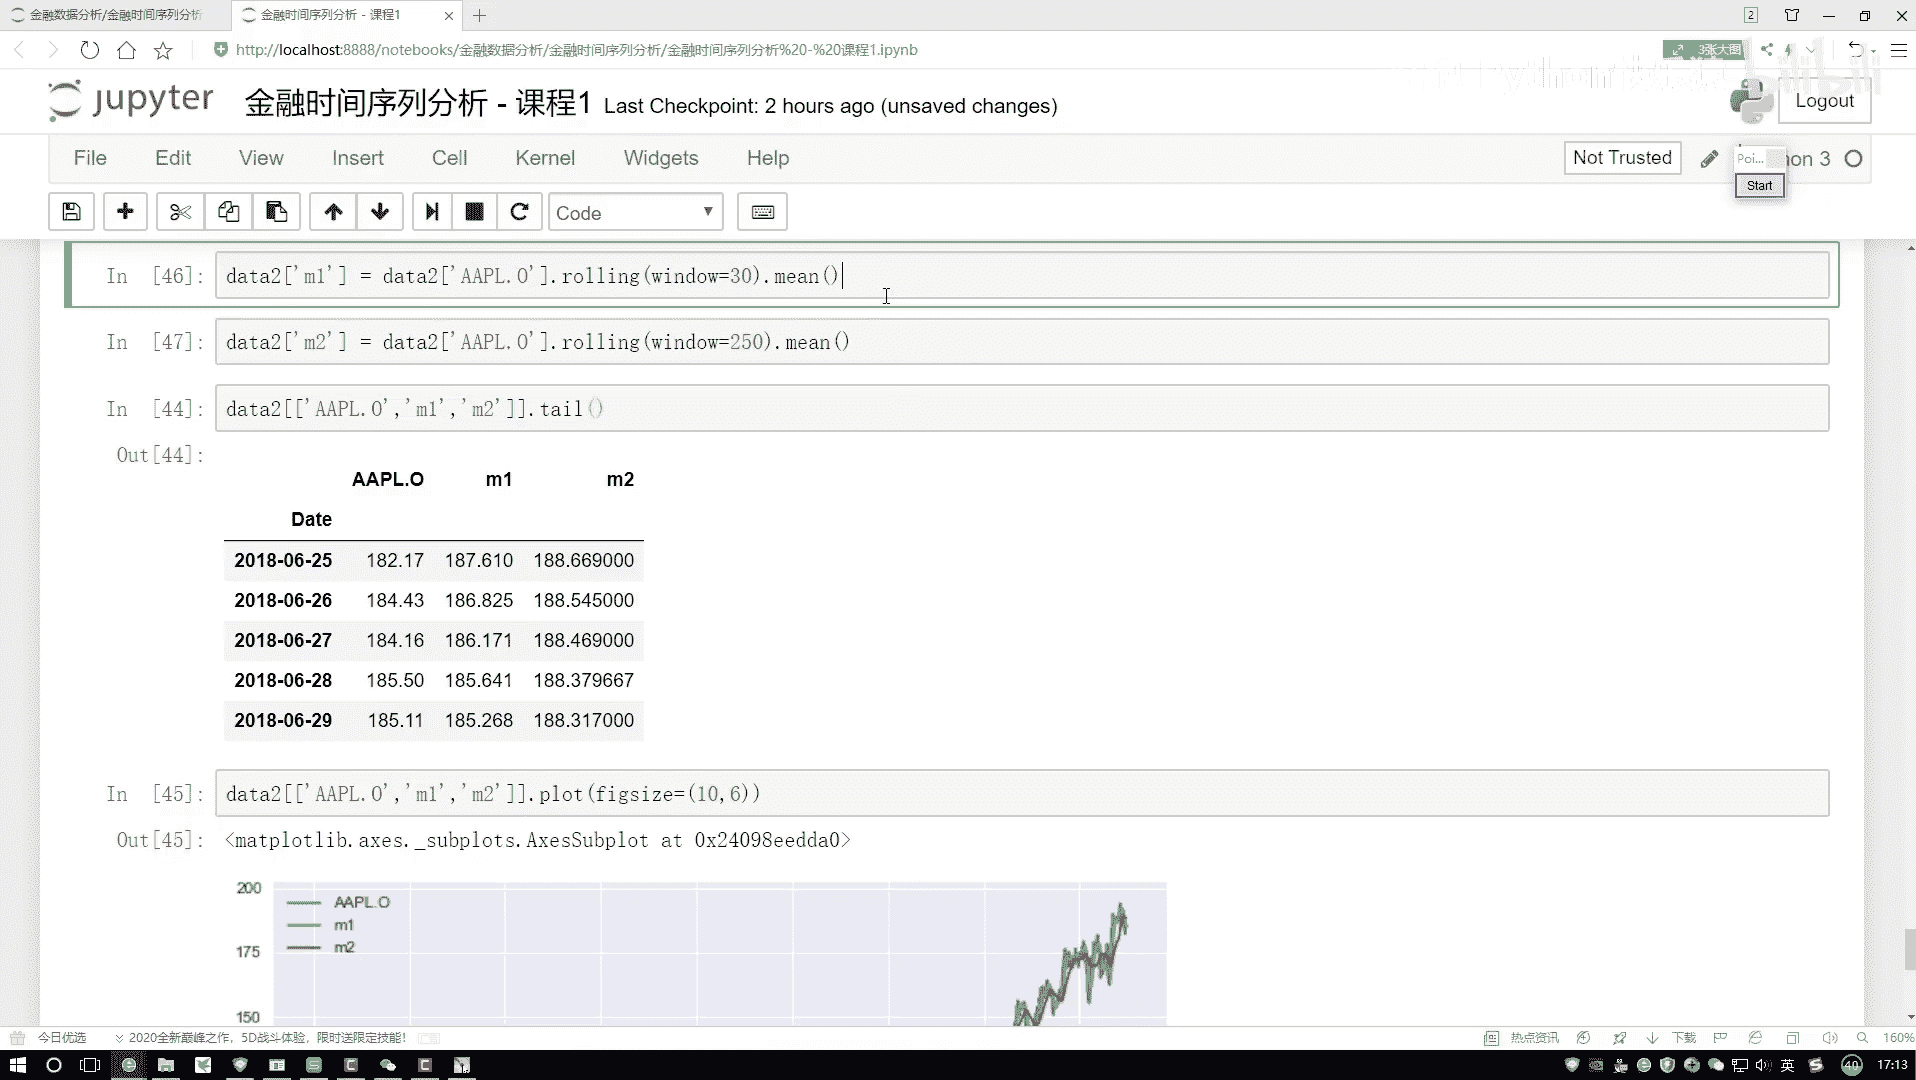 金融数据分析/金融时间序列分析
金融时间序列分析 - 课程1
2
http://localhost:8888/notebooks/金融数据分析/金融时间序列分析/金融时间序列分析%20-%20课程1.ipynb
3张大图
bilibili
jupyter 金融时间序列分析 - 课程1 Last Checkpoint: 2 hours ago (unsaved changes)
Logout
File Edit View Insert Cell Kernel Widgets Help
Not Trusted
Poi...
Start
3
Code
In [46]: data2['m1'] = data2['AAPL.O'].rolling(window=30).mean()
In [47]: data2['m2'] = data2['AAPL.O'].rolling(window=250).mean()
In [44]: data2[['AAPL.O','m1','m2']].tail()
Out[44]:
AAPL.O m1 m2
Date
2018-06-25 182.17 187.610 188.669000
2018-06-26 184.43 186.825 188.545000
2018-06-27 184.16 186.171 188.469000
2018-06-28 185.50 185.641 188.379667
2018-06-29 185.11 185.268 188.317000
In [45]: data2[['AAPL.O','m1','m2']].plot(figsize=(10,6))
Out[45]: <matplotlib.axes._subplots.AxesSubplot at 0x24098eedda0>
200
AAPL.O
m1
m2
175
150
今日优选
2020全新巅峰之作，5D战斗体验，限时送限定技能！
热点资讯
下载
160%
英
40
17:13